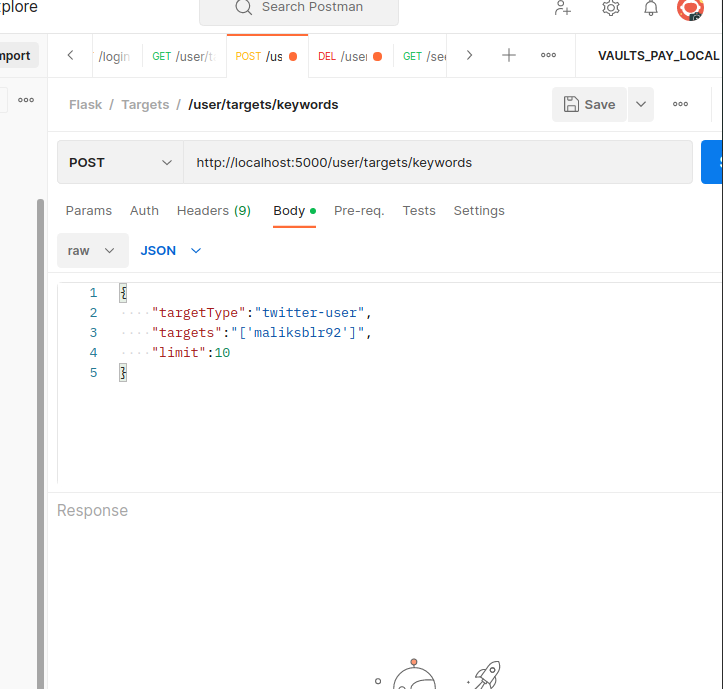 plore
Search Postman
mport
/login
GET /user/t
POST /us
DEL /user
GET /see
VAULTS_PAY_LOCAL
Flask / Targets / /user/targets/keywords
Save
POST
http://localhost:5000/user/targets/keywords
Params Auth Headers (9) Body Pre-req. Tests Settings
raw JSON
1 {
2 "targetType":"twitter-user",
3 "targets":"['maliksblr92']",
4 "limit":10
5 }
Response